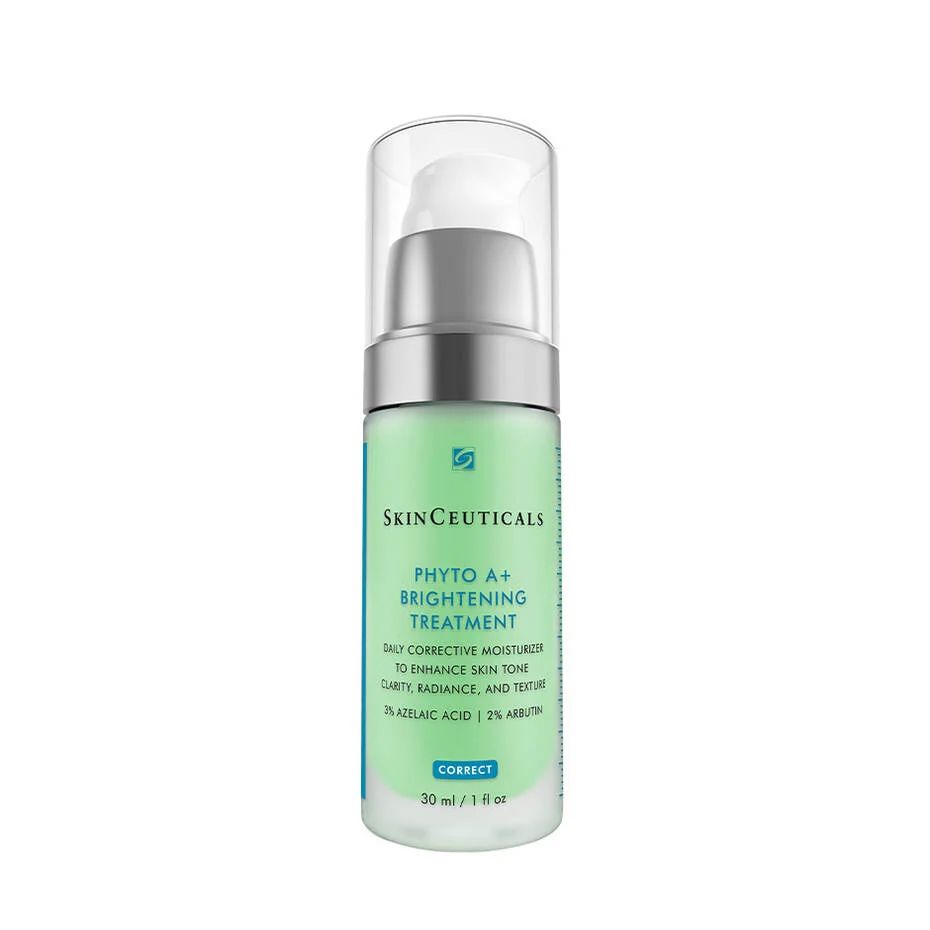 SKINCEUTICALS
PHYTO A+
BRIGHTENING
TREATMENT
DAILY CORRECTIVE MOISTURIZER
TO ENHANCE SKIN TONE
CLARITY, RADIANCE, AND TEXTURE
3% AZELAIC ACID | 2% ARBUTIN
CORRECT
30 ml / 1 fl oz